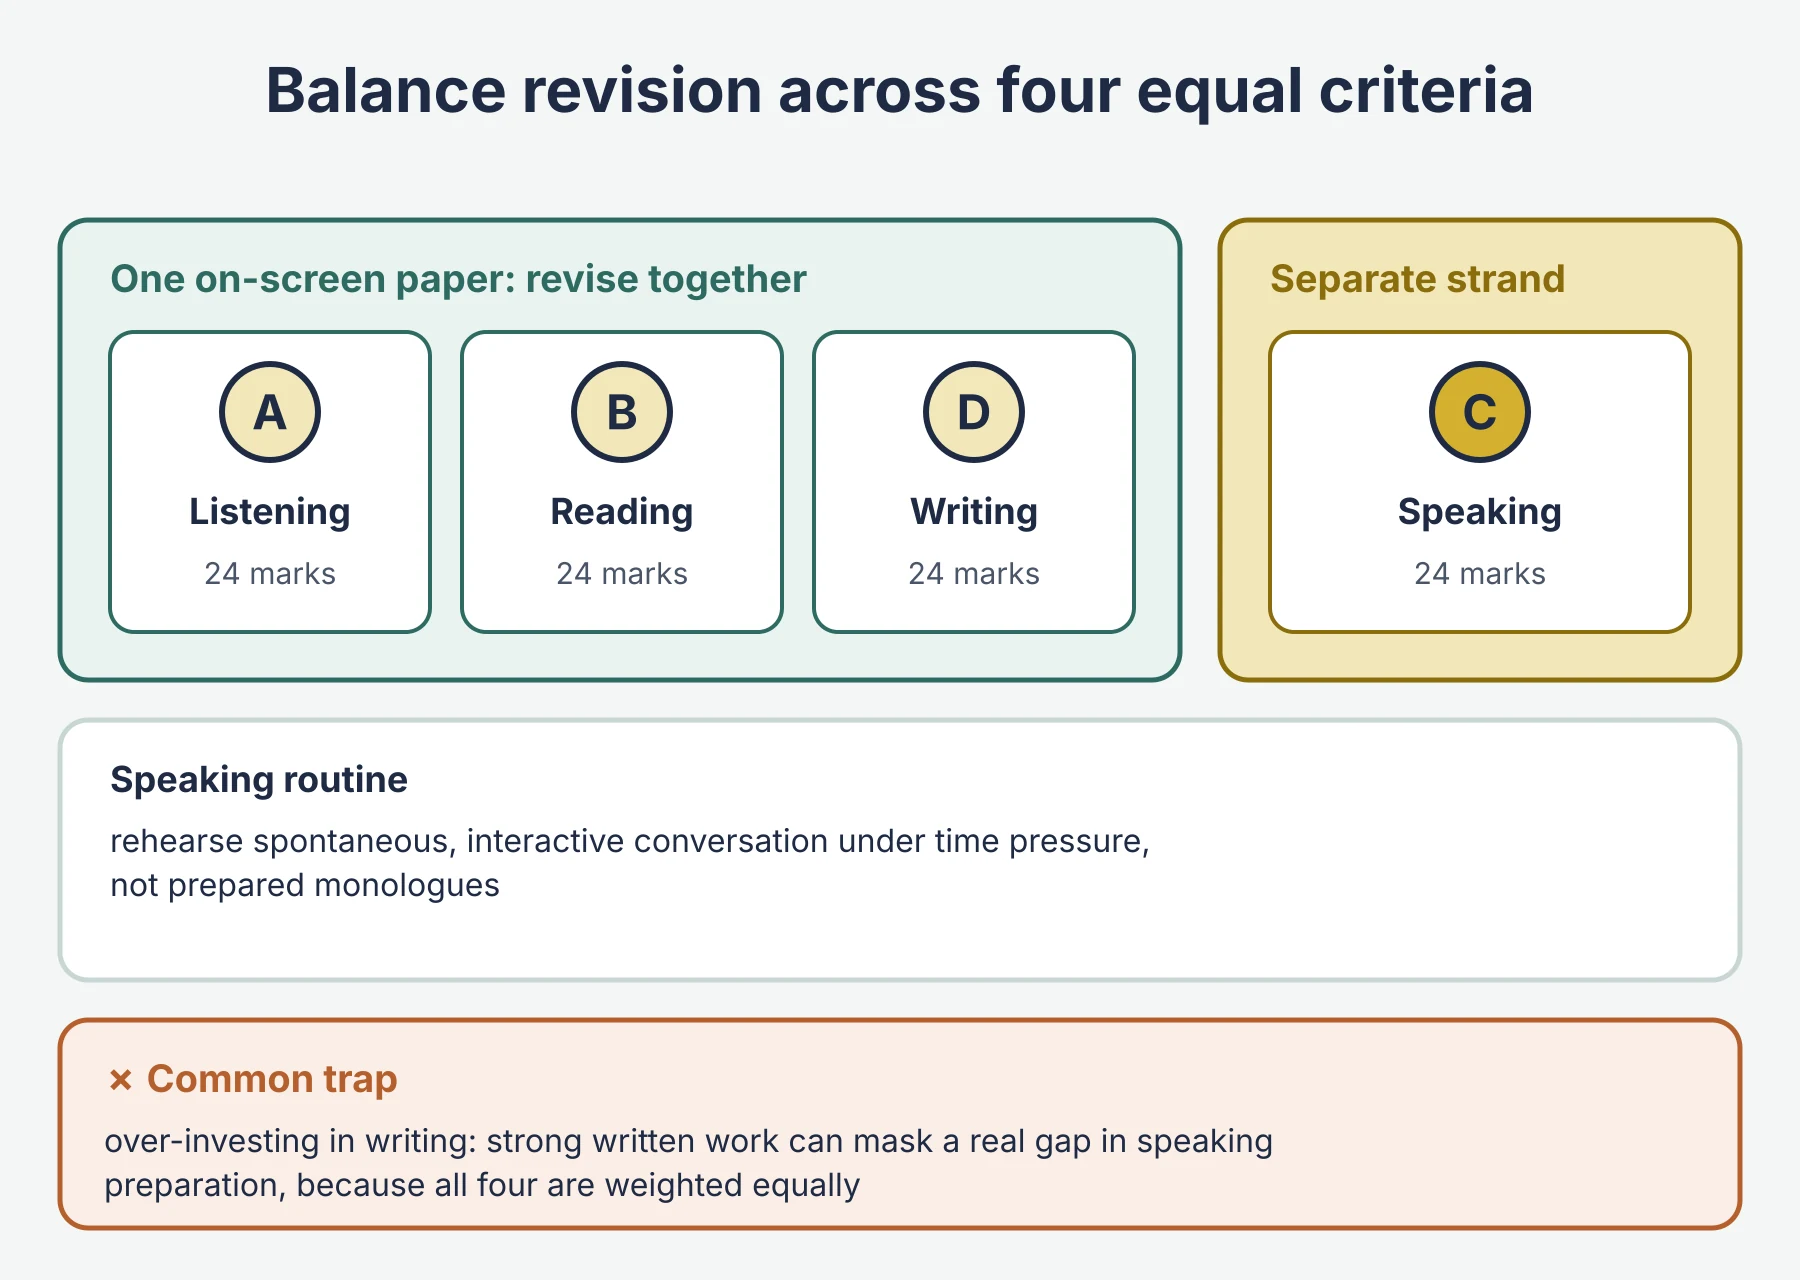 Balance revision across four equal criteria
One on-screen paper: revise together
A
Listening
24 marks
B
Reading
24 marks
D
Writing
24 marks
Separate strand
C
Speaking
24 marks
Speaking routine
rehearse spontaneous, interactive conversation under time pressure,
not prepared monologues
× Common trap
over-investing in writing: strong written work can mask a real gap in speaking
preparation, because all four are weighted equally